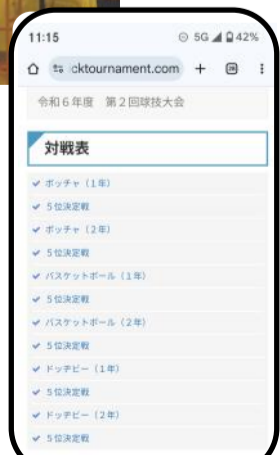 11:15 5G 42%
cktournament.com
令和6年度 第2回球技大会
対戦表
ボッチャ（1年）
5位決定戦
ボッチャ（2年）
5位決定戦
バスケットボール（1年）
5位決定戦
バスケットボール（2年）
5位決定戦
ドッヂビー（1年）
5位決定戦
ドッヂビー（2年）
5位決定戦